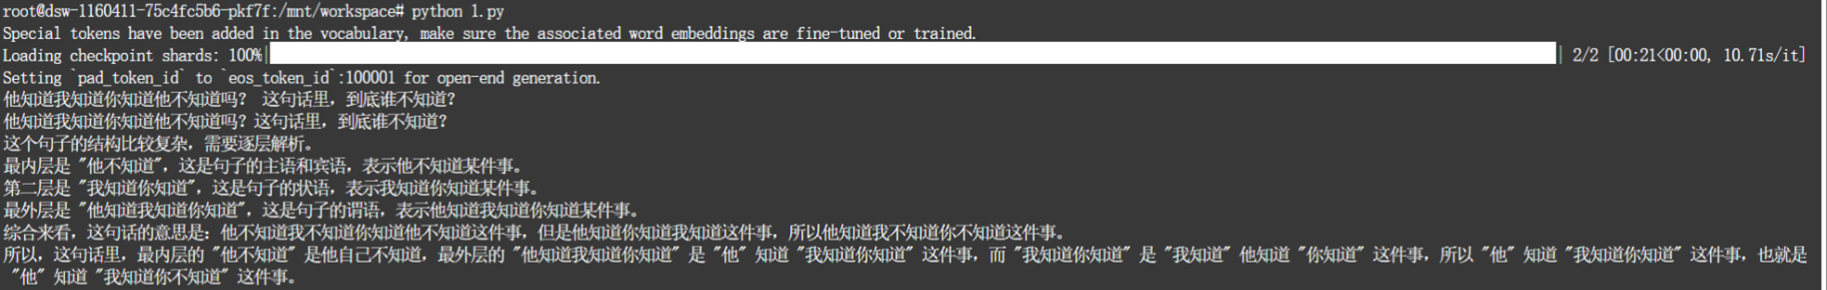 root@dsw-1160411-75c4fc5b6-pkf7f:/mnt/workspace# python 1.py
Special tokens have been added in the vocabulary, make sure the associated word embeddings are fine-tuned or trained.
Loading checkpoint shards: 100%| | 2/2 [00:21<00:00, 10.71s/it]
Setting `pad_token_id` to `eos_token_id`:100001 for open-end generation.
他知道我知道你知道他不知道吗? 这句话里,到底谁不知道?
他知道我知道你知道他不知道吗?这句话里,到底谁不知道?
这个句子的结构比较复杂,需要逐层解析。
最内层是 "他不知道",这是句子的主语和宾语,表示他不知道某件事。
第二层是 "我知道你知道",这是句子的状语,表示我知道你知道某件事。
最外层是 "他知道我知道你知道",这是句子的谓语,表示他知道我知道你知道某件事。
综合来看,这句话的意思是:他不知道我不知道你知道他不知道这件事,但是他知道你知道我知道这件事,所以他知道我不知道你不知道这件事。
所以,这句话里,最内层的 "他不知道" 是他自己不知道,最外层的 "他知道我知道你知道" 是 "他" 知道 "我知道你知道" 这件事,而 "我知道你知道" 是 "我知道" 他知道 "你知道" 这件事,所以 "他" 知道 "我知道你知道" 这件事,也就是
"他" 知道 "我知道你不知道" 这件事。